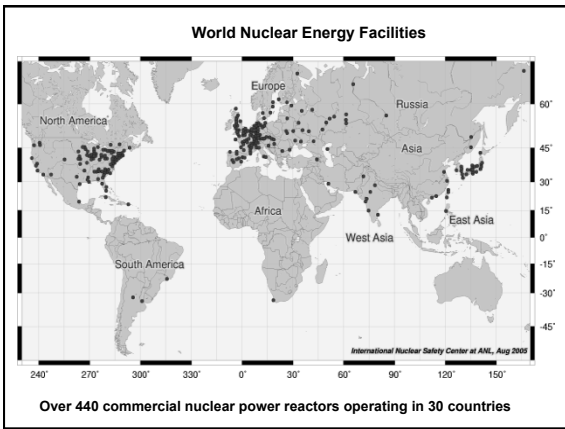 World Nuclear Energy Facilities
Europe
Russia
60°
North America
Asia
45°
30°
15°
Africa
East Asia
West Asia
0°
South America
-15°
-30°
-45°
International Nuclear Safety Center at ANL, Aug 2005
240° 270° 300° 330° 0° 30° 60° 90° 120° 150°
Over 440 commercial nuclear power reactors operating in 30 countries